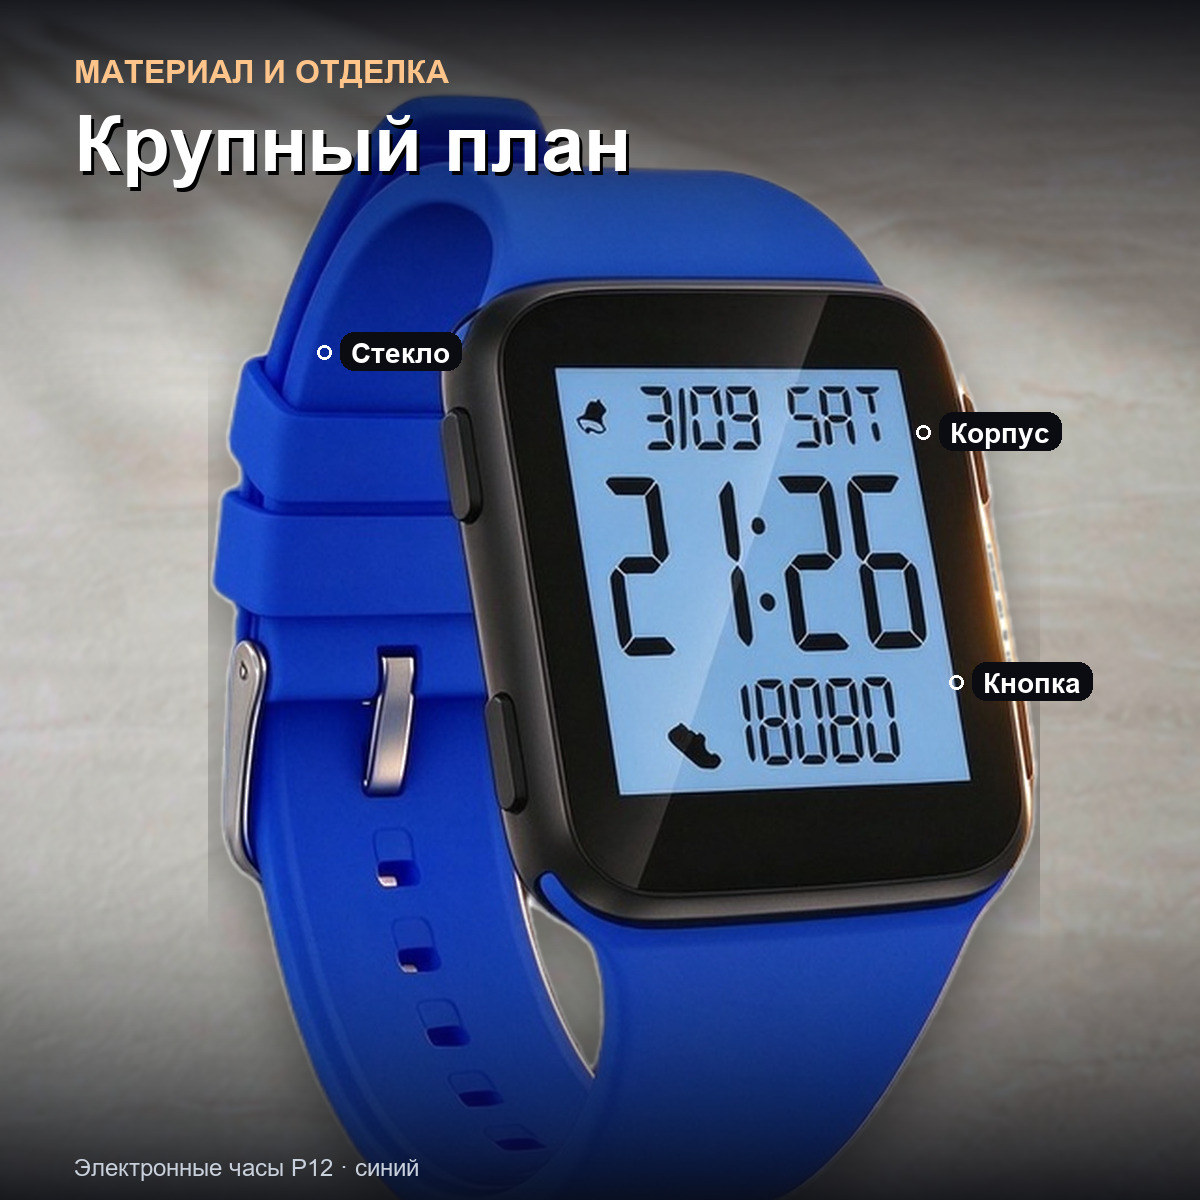 МАТЕРИАЛ И ОТДЕЛКА
Крупный план
Стекло
3109 SAT
Корпус
21:26
Кнопка
18080
Электронные часы P12 · синий